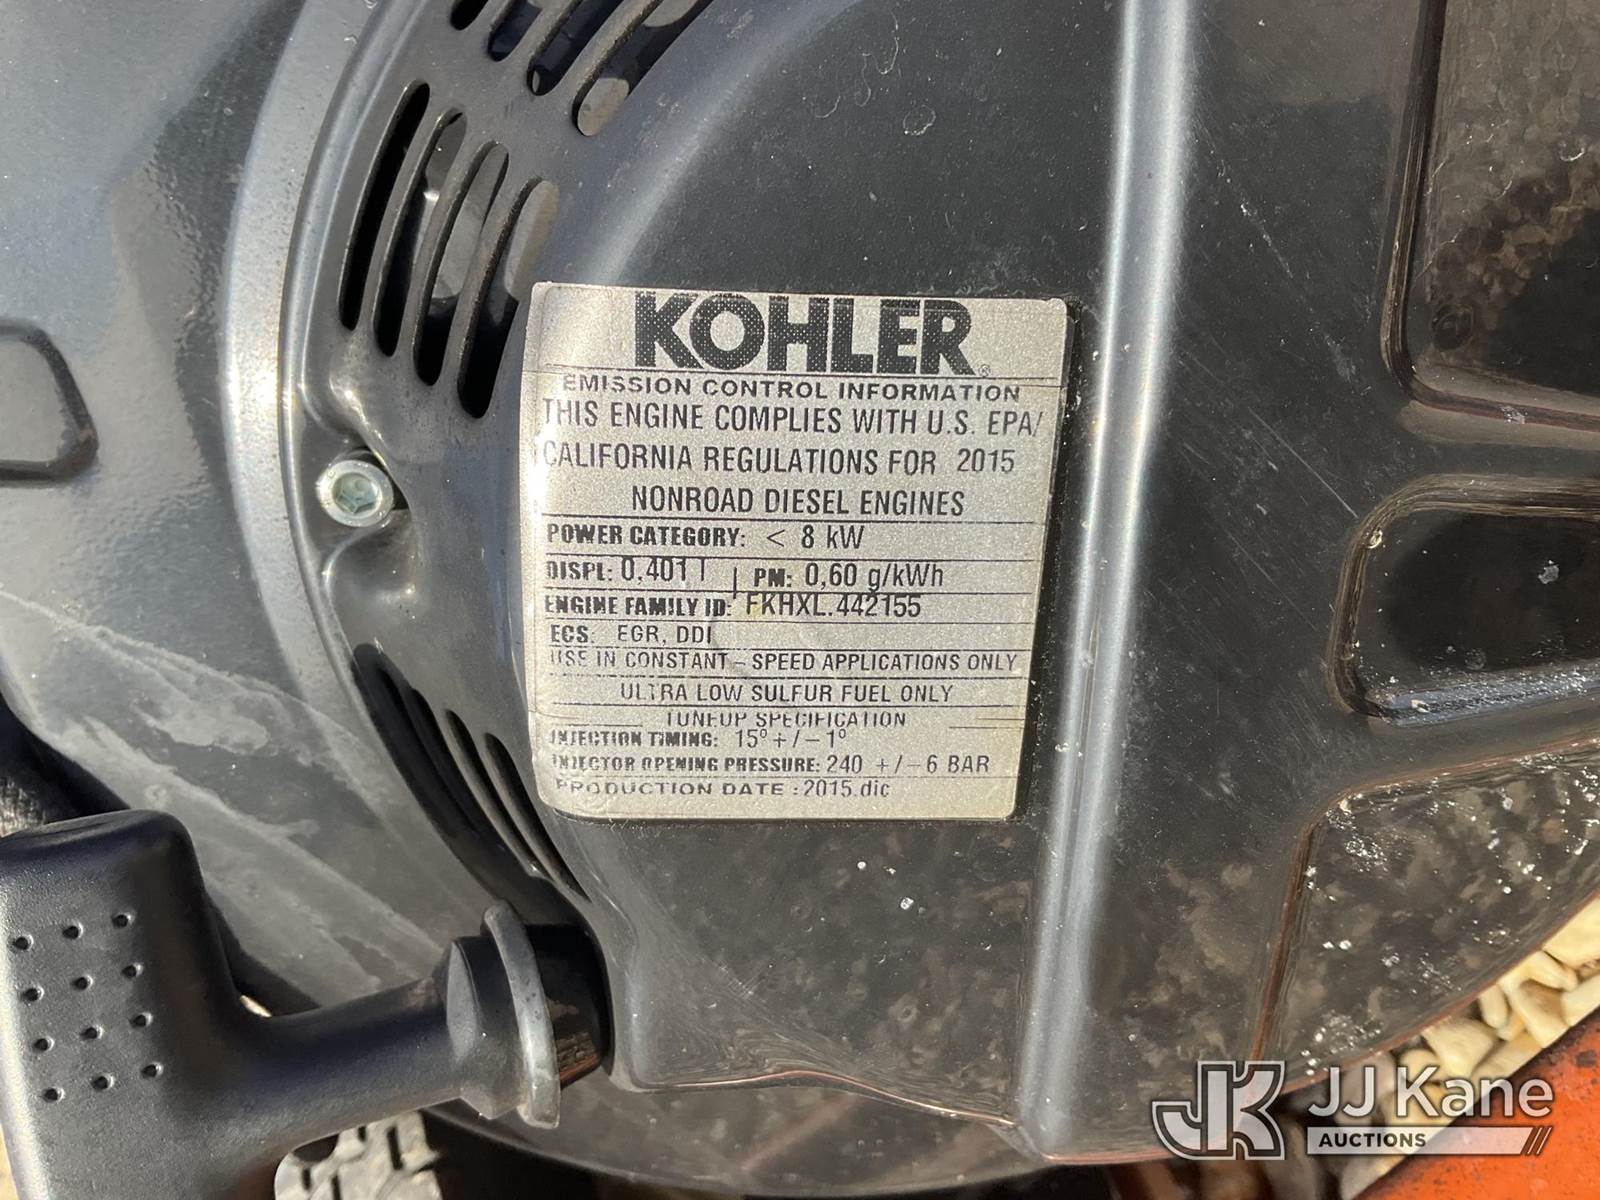 KOHLER®
EMISSION CONTROL INFORMATION
THIS ENGINE COMPLIES WITH U.S. EPA/
CALIFORNIA REGULATIONS FOR 2015
NONROAD DIESEL ENGINES
POWER CATEGORY: < 8 kW
DISPL: 0,401 l PM: 0,60 g/kWh
ENGINE FAMILY ID: FKHXL.442155
ECS: EGR, DDI
USE IN CONSTANT - SPEED APPLICATIONS ONLY
ULTRA LOW SULFUR FUEL ONLY
TUNEUP SPECIFICATION
INJECTION TIMING: 15º +/- 1º
INJECTOR OPENING PRESSURE: 240 +/-6 BAR
PRODUCTION DATE : 2015.dic
JK JJ Kane
AUCTIONS